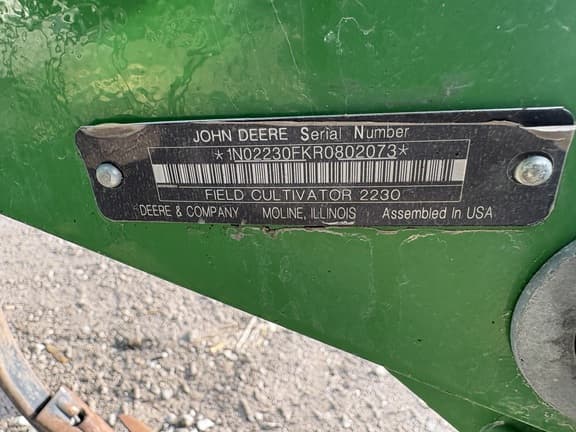 JOHN DEERE Serial Number
*1N02230FKR0802073*
FIELD CULTIVATOR 2230
DEERE & COMPANY MOLINE, ILLINOIS Assembled In USA